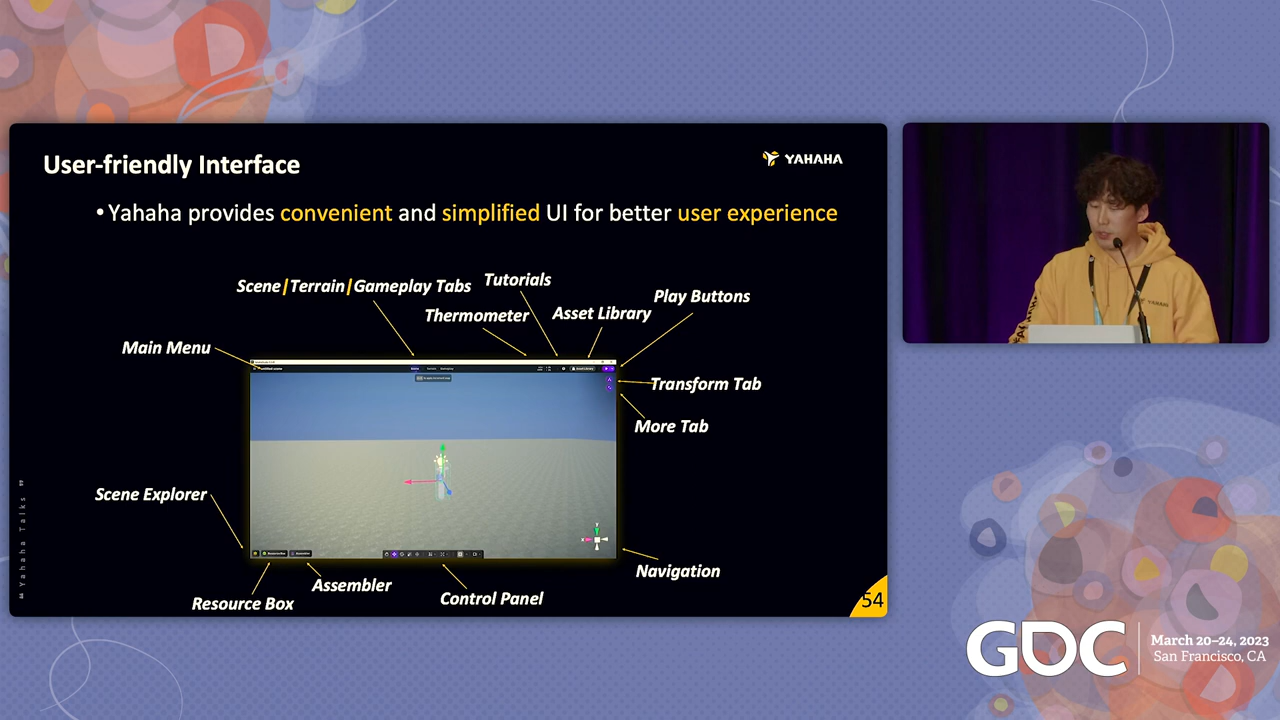 User-friendly Interface
YAHAHA
• Yahaha provides convenient and simplified UI for better user experience
Scene|Terrain|Gameplay Tabs
Tutorials
Thermometer
Asset Library
Play Buttons
Main Menu
Transform Tab
More Tab
Scene Explorer
Navigation
Assembler
Resource Box
Control Panel
Yahaha Talks
54
YAHAHA
GDC
March 20-24, 2023
San Francisco, CA